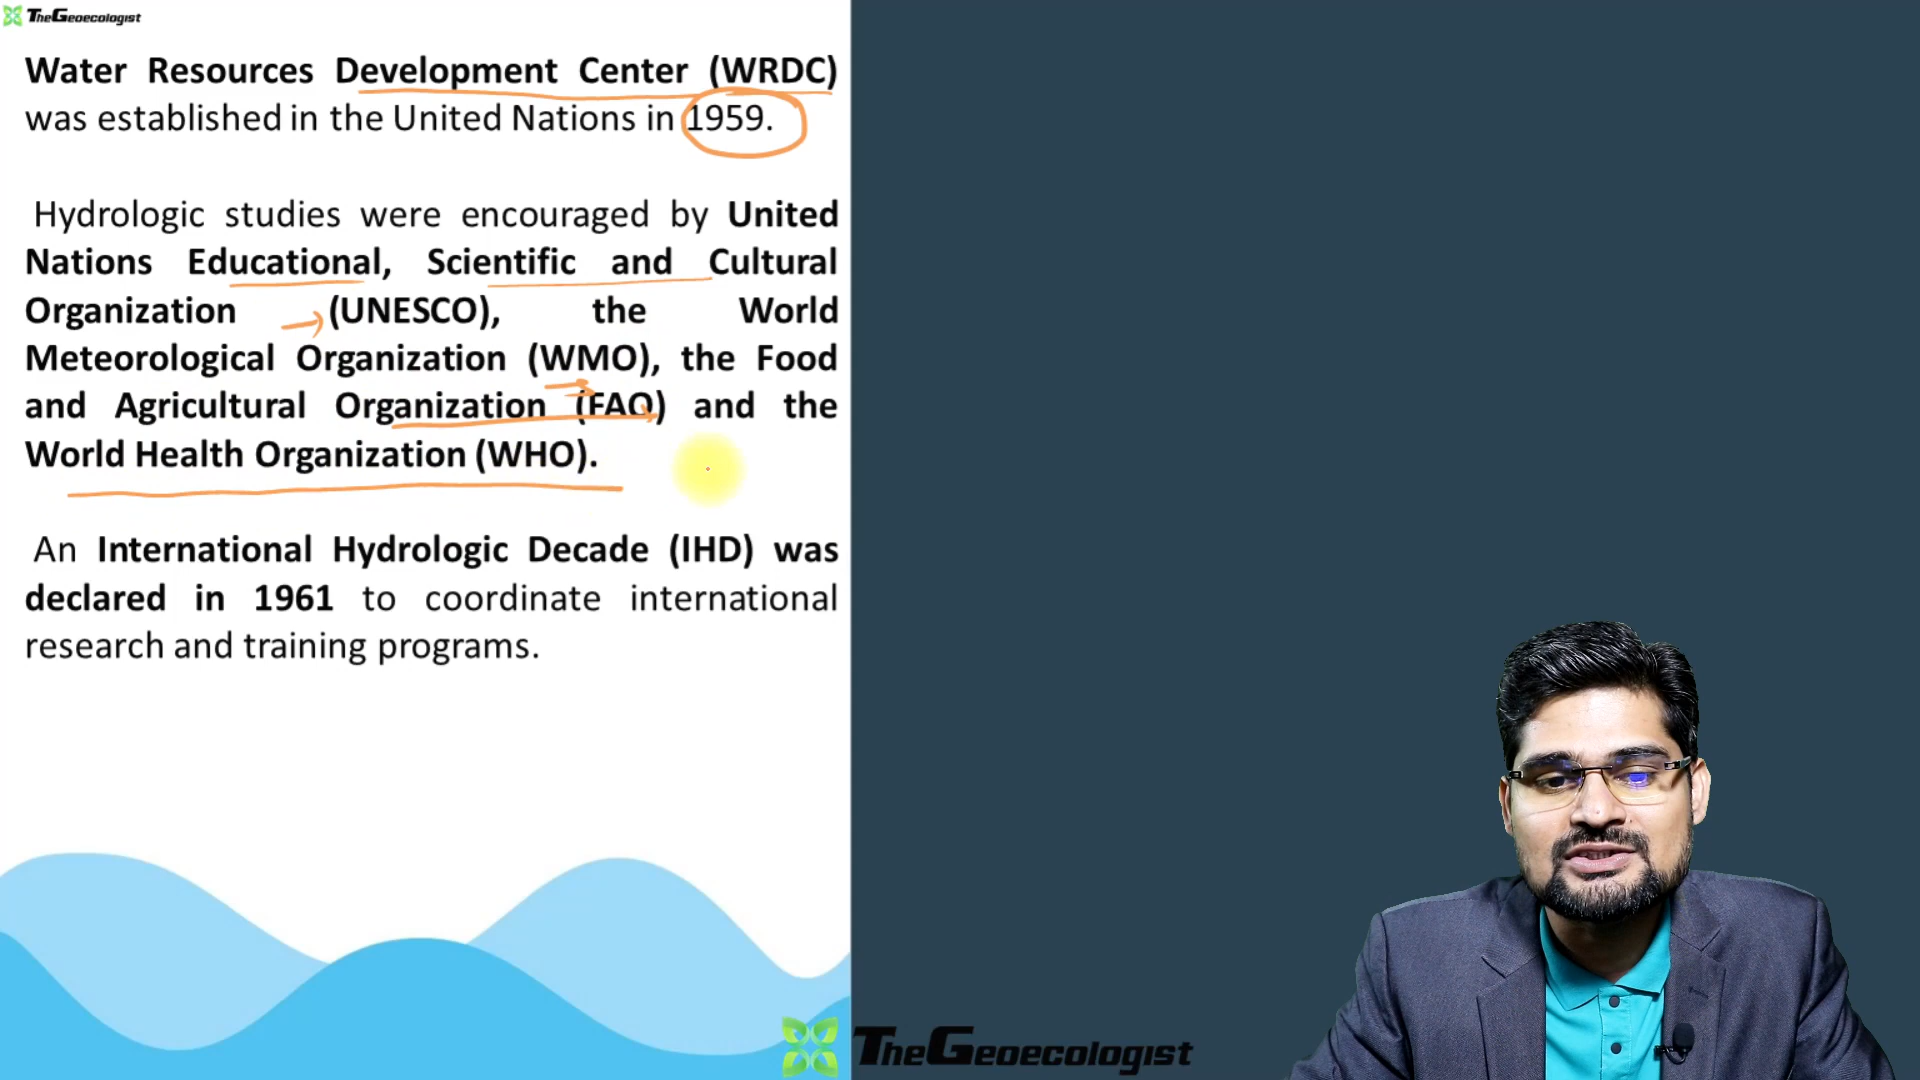 TheGeoecologist
Water Resources Development Center (WRDC)
was established in the United Nations in 1959.
Hydrologic studies were encouraged by United
Nations Educational, Scientific and Cultural
Organization (UNESCO), the World
Meteorological Organization (WMO), the Food
and Agricultural Organization (FAO) and the
World Health Organization (WHO).
An International Hydrologic Decade (IHD) was
declared in 1961 to coordinate international
research and training programs.
TheGeoecologist